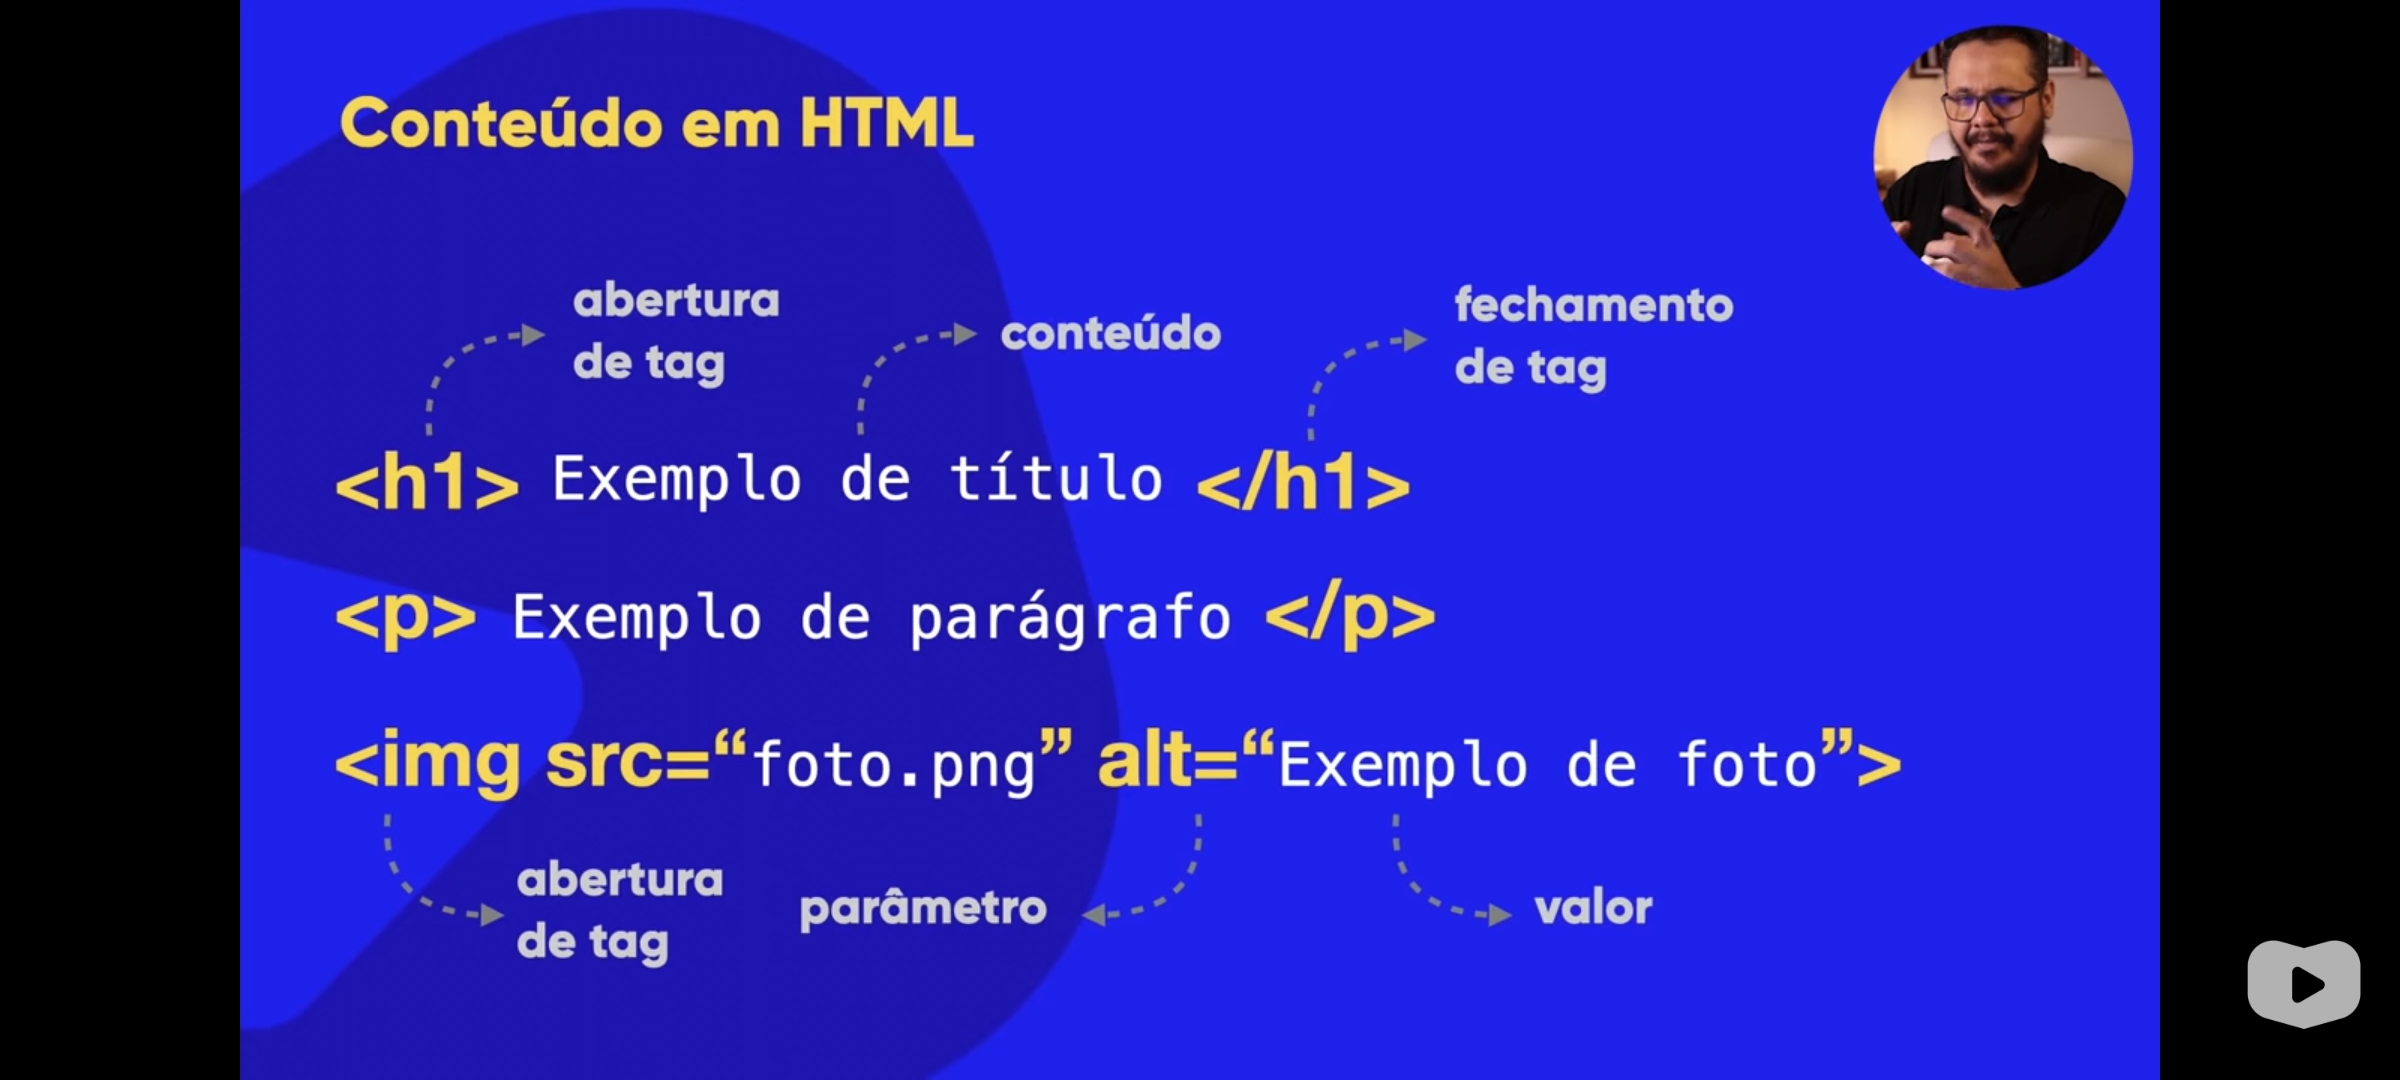 Conteúdo em HTML
abertura
de tag
conteúdo
fechamento
de tag
<h1> Exemplo de título </h1>
<p> Exemplo de parágrafo </p>
<img src=“foto.png” alt=“Exemplo de foto”>
abertura
de tag
parâmetro
valor